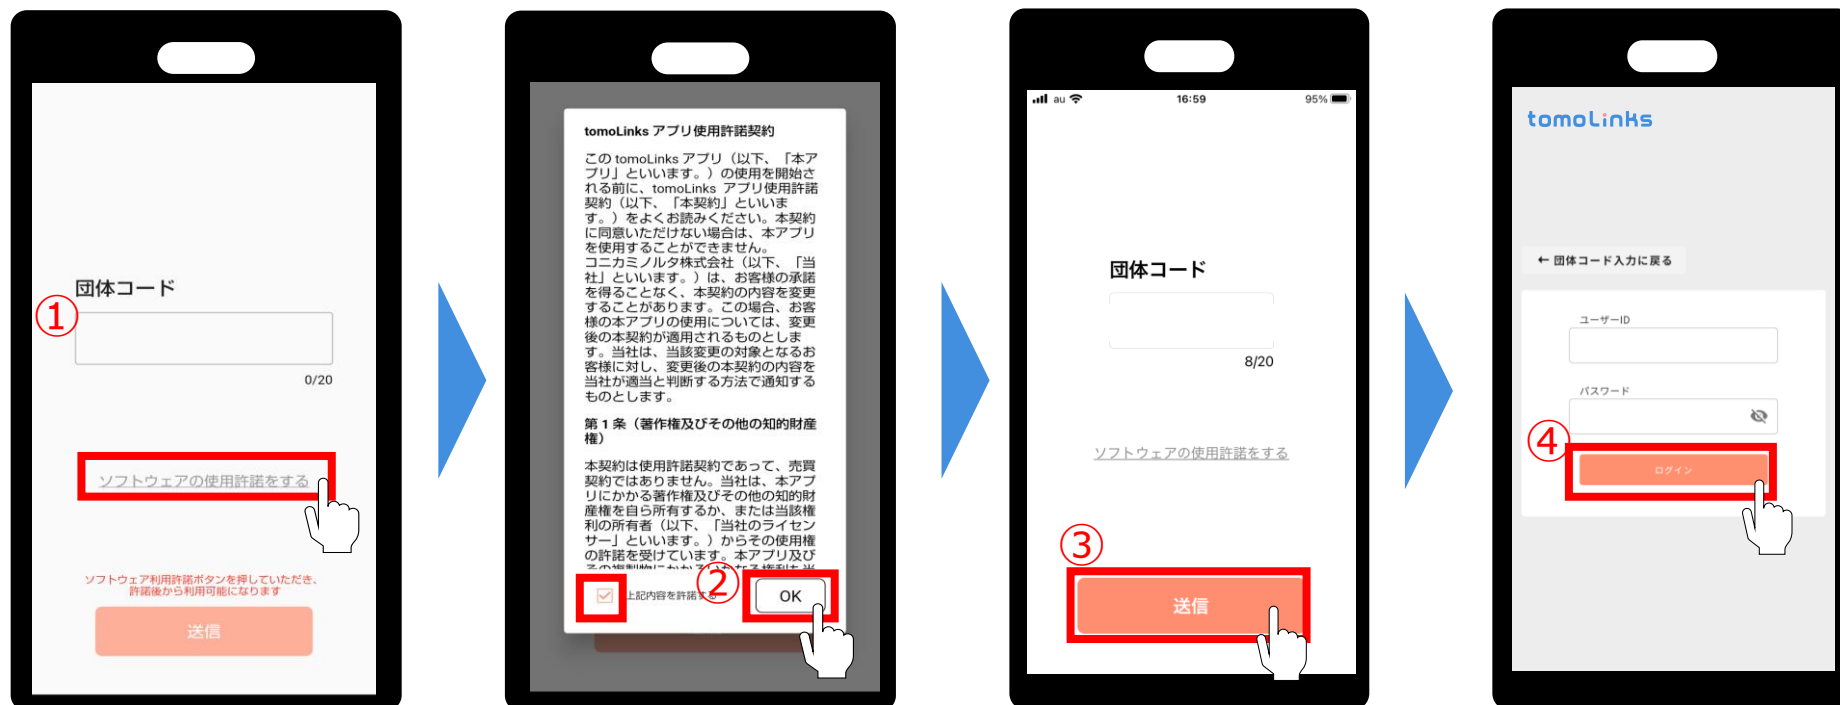 団体コード
①
0/20
ソフトウェアの使用許諾をする
ソフトウェア利用許諾ボタンを押していただき、
許諾後から利用可能になります
送信
tomoLinks アプリ使用許諾契約
この tomoLinks アプリ（以下、「本ア
プリ」といいます。）の使用を開始さ
れる前に、tomoLinks アプリ使用許諾
契約（以下、「本契約」といいま
す。）をよくお読みください。本契約
に同意いただけない場合は、本アプリ
を使用することができません。
コニカミノルタ株式会社（以下、「当
社」といいます。）は、お客様の承諾
を得ることなく、本契約の内容を変更
することがあります。この場合、お客
様の本アプリの使用については、変更
後の本契約が適用されるものとしま
す。当社は、当該変更の対象となるお
客様に対し、変更後の本契約の内容を
当社が適当と判断する方法で通知する
ものとします。
第 1 条（著作権及びその他の知的財産
権）
本契約は使用許諾契約であって、売買
契約ではありません。当社は、本アプ
リにかかる著作権及びその他の知的財
産権を自ら所有するか、または当該権
利の所有者（以下、「当社のライセン
サー」といいます。）からその使用権
の許諾を受けています。本アプリ及び
上記内容を許諾する
②
OK
au
16:59
95%
団体コード
8/20
ソフトウェアの使用許諾をする
③
送信
tomoLinks
← 団体コード入力に戻る
ユーザーID
パスワード
④
ログイン